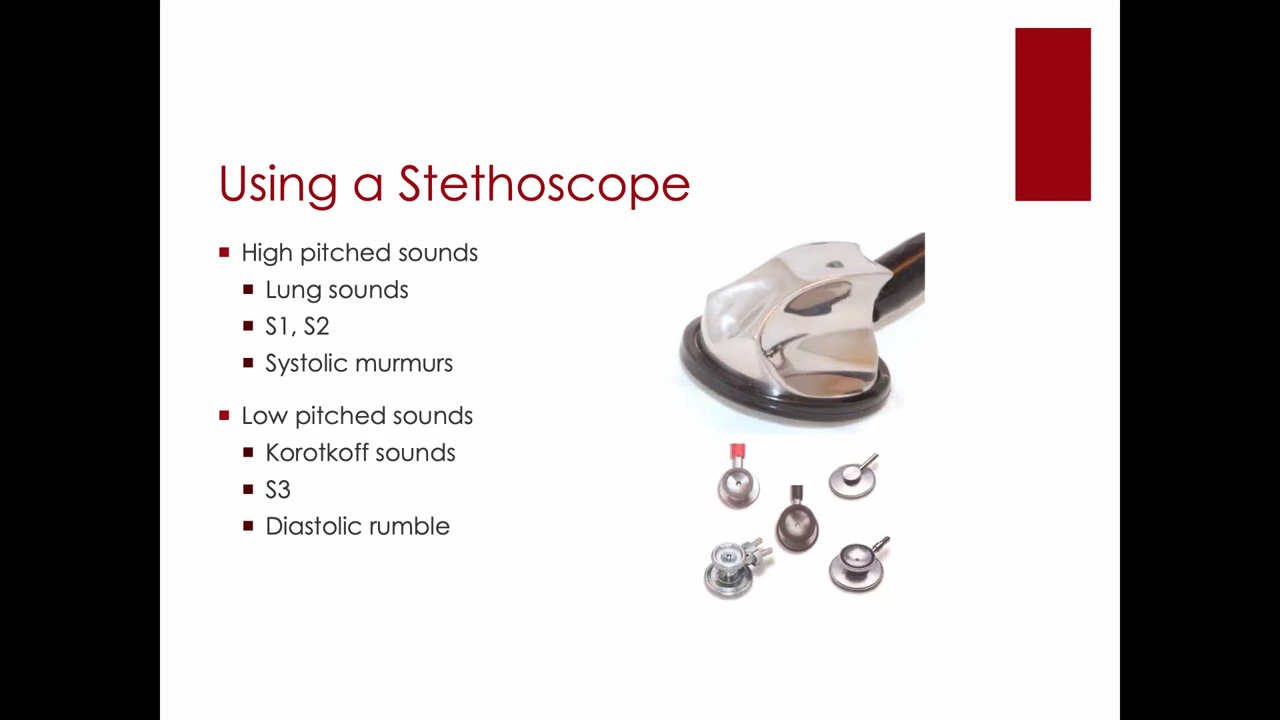 Using a Stethoscope
High pitched sounds
Lung sounds
S1, S2
Systolic murmurs
Low pitched sounds
Korotkoff sounds
S3
Diastolic rumble